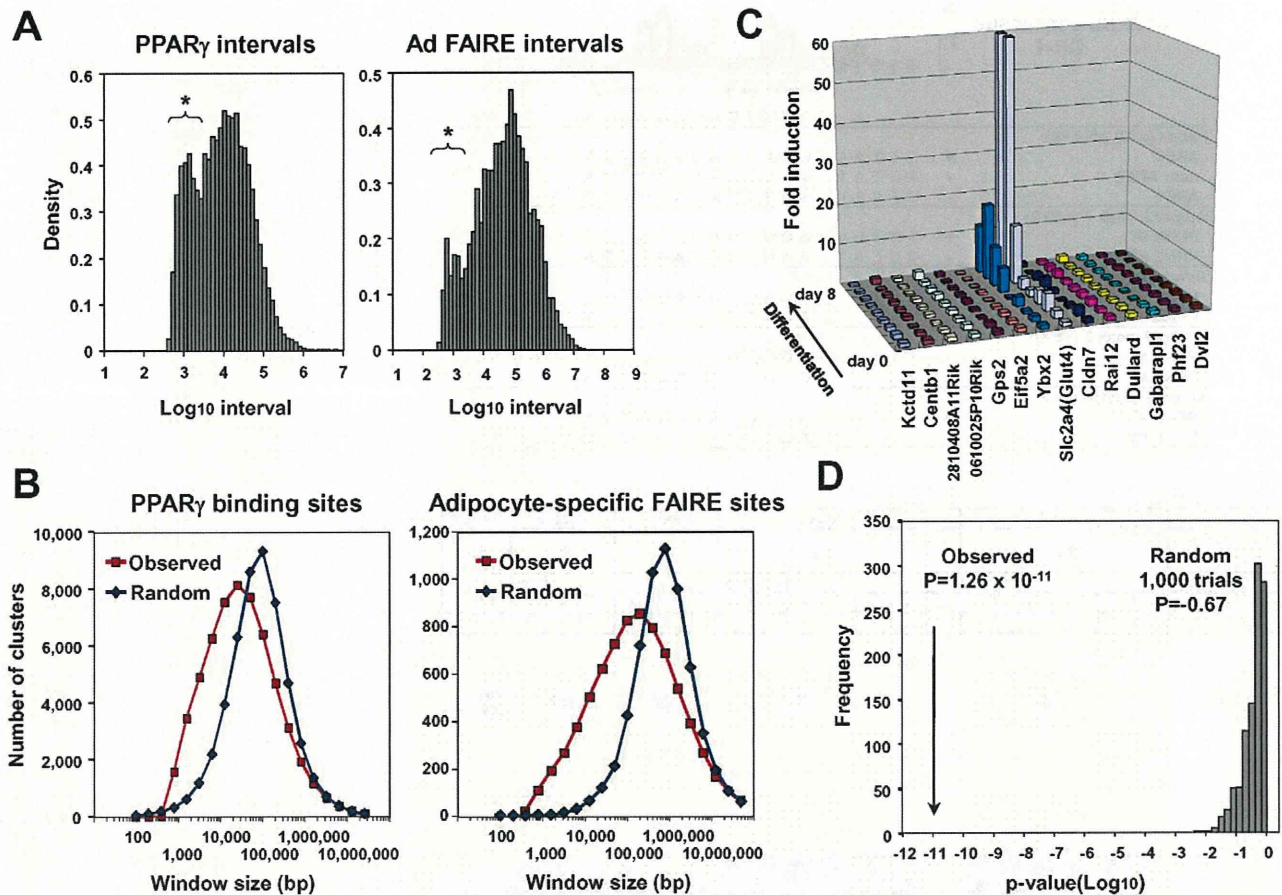 A
PPARγ intervals
Ad FAIRE intervals
*
*
0.6
0.5
0.4
0.3
0.2
0.1
0
Density
1 2 3 4 5 6 7
Log10 interval
0.5
0.4
0.3
0.2
0.1
0
1 2 3 4 5 6 7 8 9
Log10 interval
C
60
50
40
30
20
10
Fold induction
day 8
day 0
Differentiation
Kctd11
Centb1
2810408A11Rik
0610025P10Rik
Gps2
Eif5a2
Ybx2
Slc2a4(Glut4)
Cldn7
Rai12
Dullard
Gabarapl1
Phf23
Dvl2
B
PPARγ binding sites
Adipocyte-specific FAIRE sites
10,000
8,000
6,000
4,000
2,000
0
Number of clusters
Observed
Random
100 10,000 1,000,000
1,000 100,000 10,000,000
Window size (bp)
1,200
1,000
800
600
400
200
0
Observed
Random
100 10,000 1,000,000
1,000 100,000 10,000,000
Window size (bp)
D
350
300
250
200
150
100
50
0
Frequency
Observed
P=1.26 x 10-11
Random
1,000 trials
P=-0.67
-12 -11 -10 -9 -8 -7 -6 -5 -4 -3 -2 -1 0
p-value(Log10)